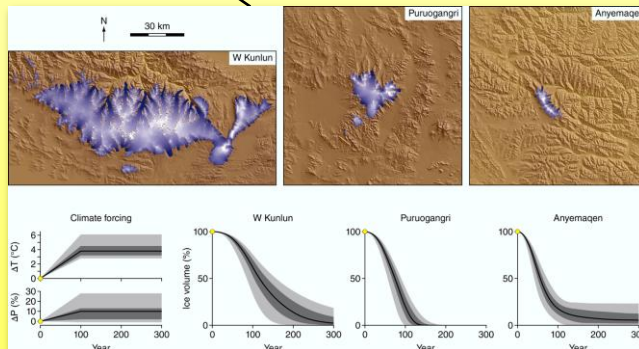 N
30 km
W Kunlun
Puruogangri
Anyemaqen
Climate forcing
W Kunlun
Puruogangri
Anyemaqen
ΔT (°C)
6
4
2
0
ΔP (%)
30
20
10
0
0 100 200 300
Year
Ice volume (%)
100
50
0
0 100 200 300
Year
100
50
0
0 100 200 300
Year
100
50
0
0 100 200 300
Year